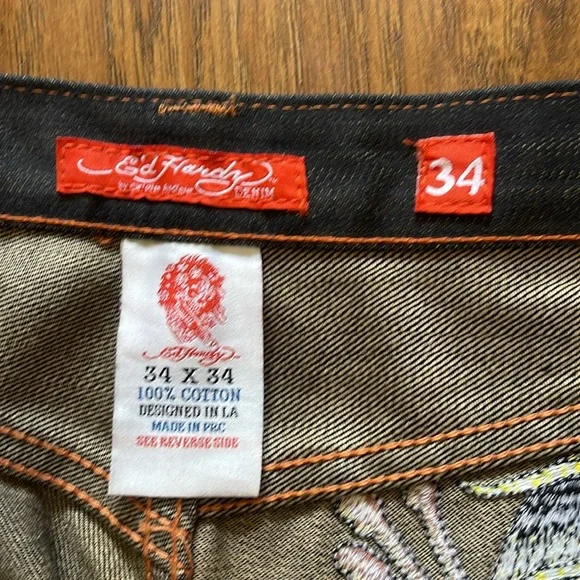 Ed Hardy
DENIM
34
Ed Hardy
34 X 34
100% COTTON
DESIGNED IN LA
MADE IN PRC
SEE REVERSE SIDE